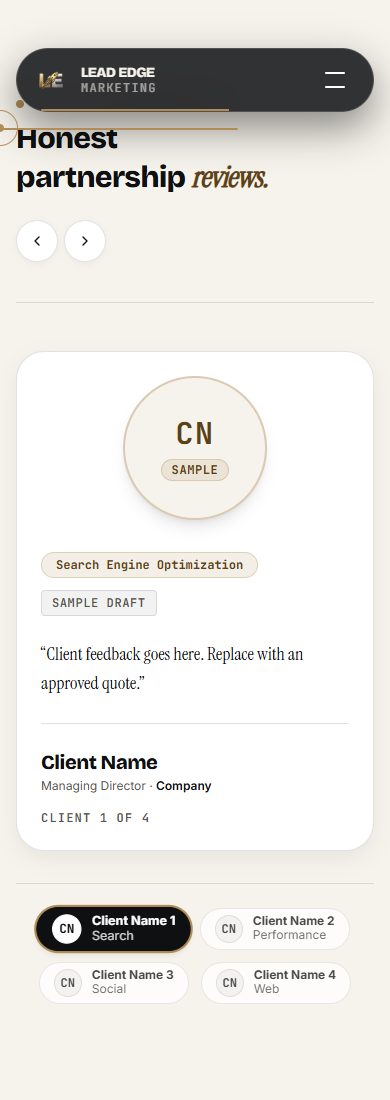 LE
LEAD EDGE
MARKETING
Honest
partnership reviews.
CN
SAMPLE
Search Engine Optimization
SAMPLE DRAFT
“Client feedback goes here. Replace with an
approved quote.”
Client Name
Managing Director · Company
CLIENT 1 OF 4
CN
Client Name 1
Search
CN
Client Name 2
Performance
CN
Client Name 3
Social
CN
Client Name 4
Web